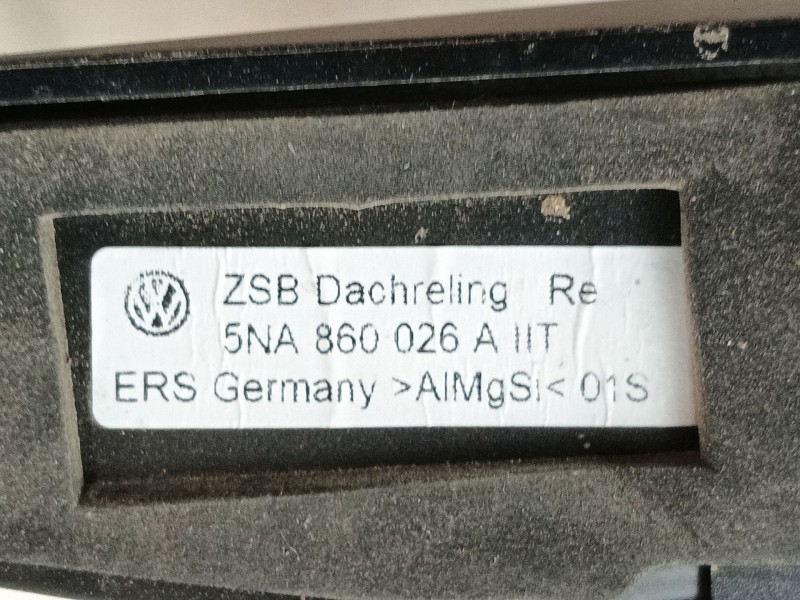 ZSB Dachreling Re
5NA 860 026 A IIT
ERS Germany >AlMgSi< 01S